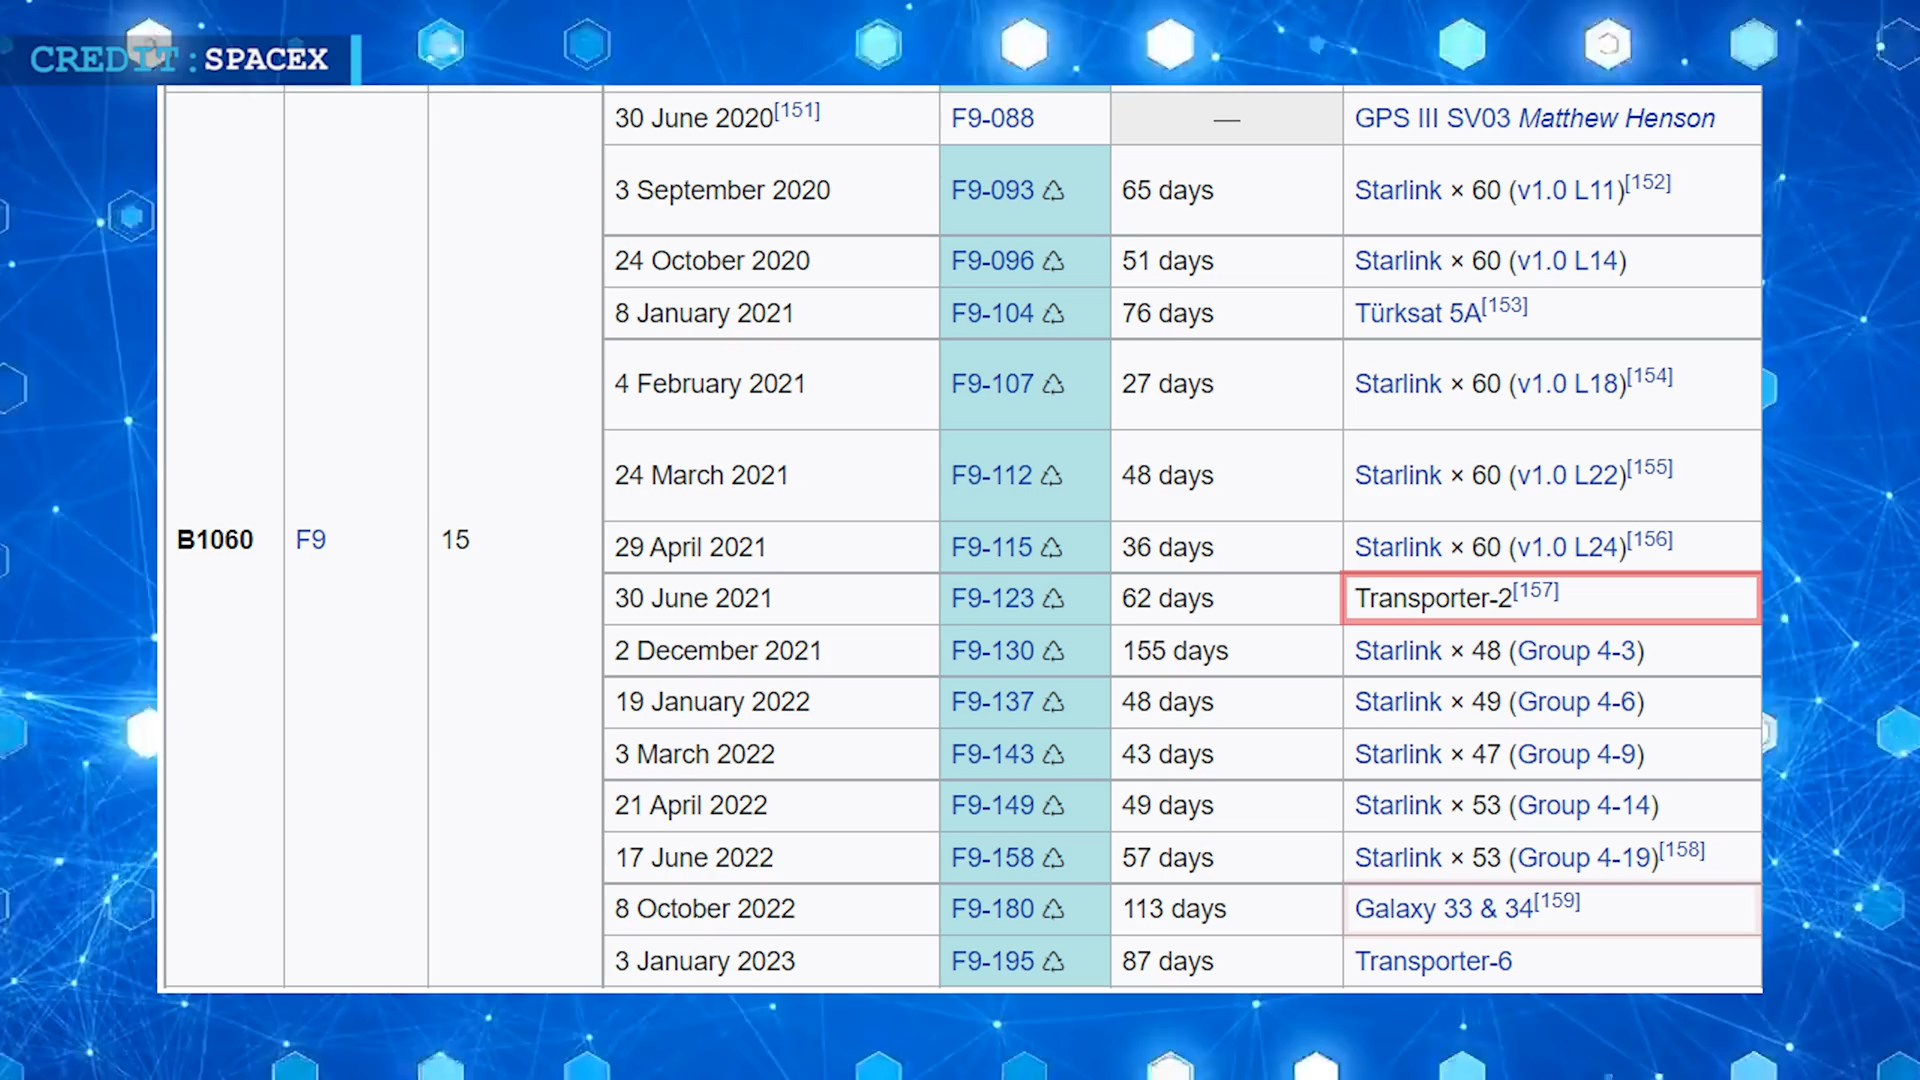 CREDIT : SPACEX
30 June 2020[151] F9-088 — GPS III SV03 Matthew Henson
3 September 2020 F9-093 65 days Starlink × 60 (v1.0 L11)[152]
24 October 2020 F9-096 51 days Starlink × 60 (v1.0 L14)
8 January 2021 F9-104 76 days Türksat 5A[153]
4 February 2021 F9-107 27 days Starlink × 60 (v1.0 L18)[154]
24 March 2021 F9-112 48 days Starlink × 60 (v1.0 L22)[155]
B1060 F9 15
29 April 2021 F9-115 36 days Starlink × 60 (v1.0 L24)[156]
30 June 2021 F9-123 62 days Transporter-2[157]
2 December 2021 F9-130 155 days Starlink × 48 (Group 4-3)
19 January 2022 F9-137 48 days Starlink × 49 (Group 4-6)
3 March 2022 F9-143 43 days Starlink × 47 (Group 4-9)
21 April 2022 F9-149 49 days Starlink × 53 (Group 4-14)
17 June 2022 F9-158 57 days Starlink × 53 (Group 4-19)[158]
8 October 2022 F9-180 113 days Galaxy 33 & 34[159]
3 January 2023 F9-195 87 days Transporter-6